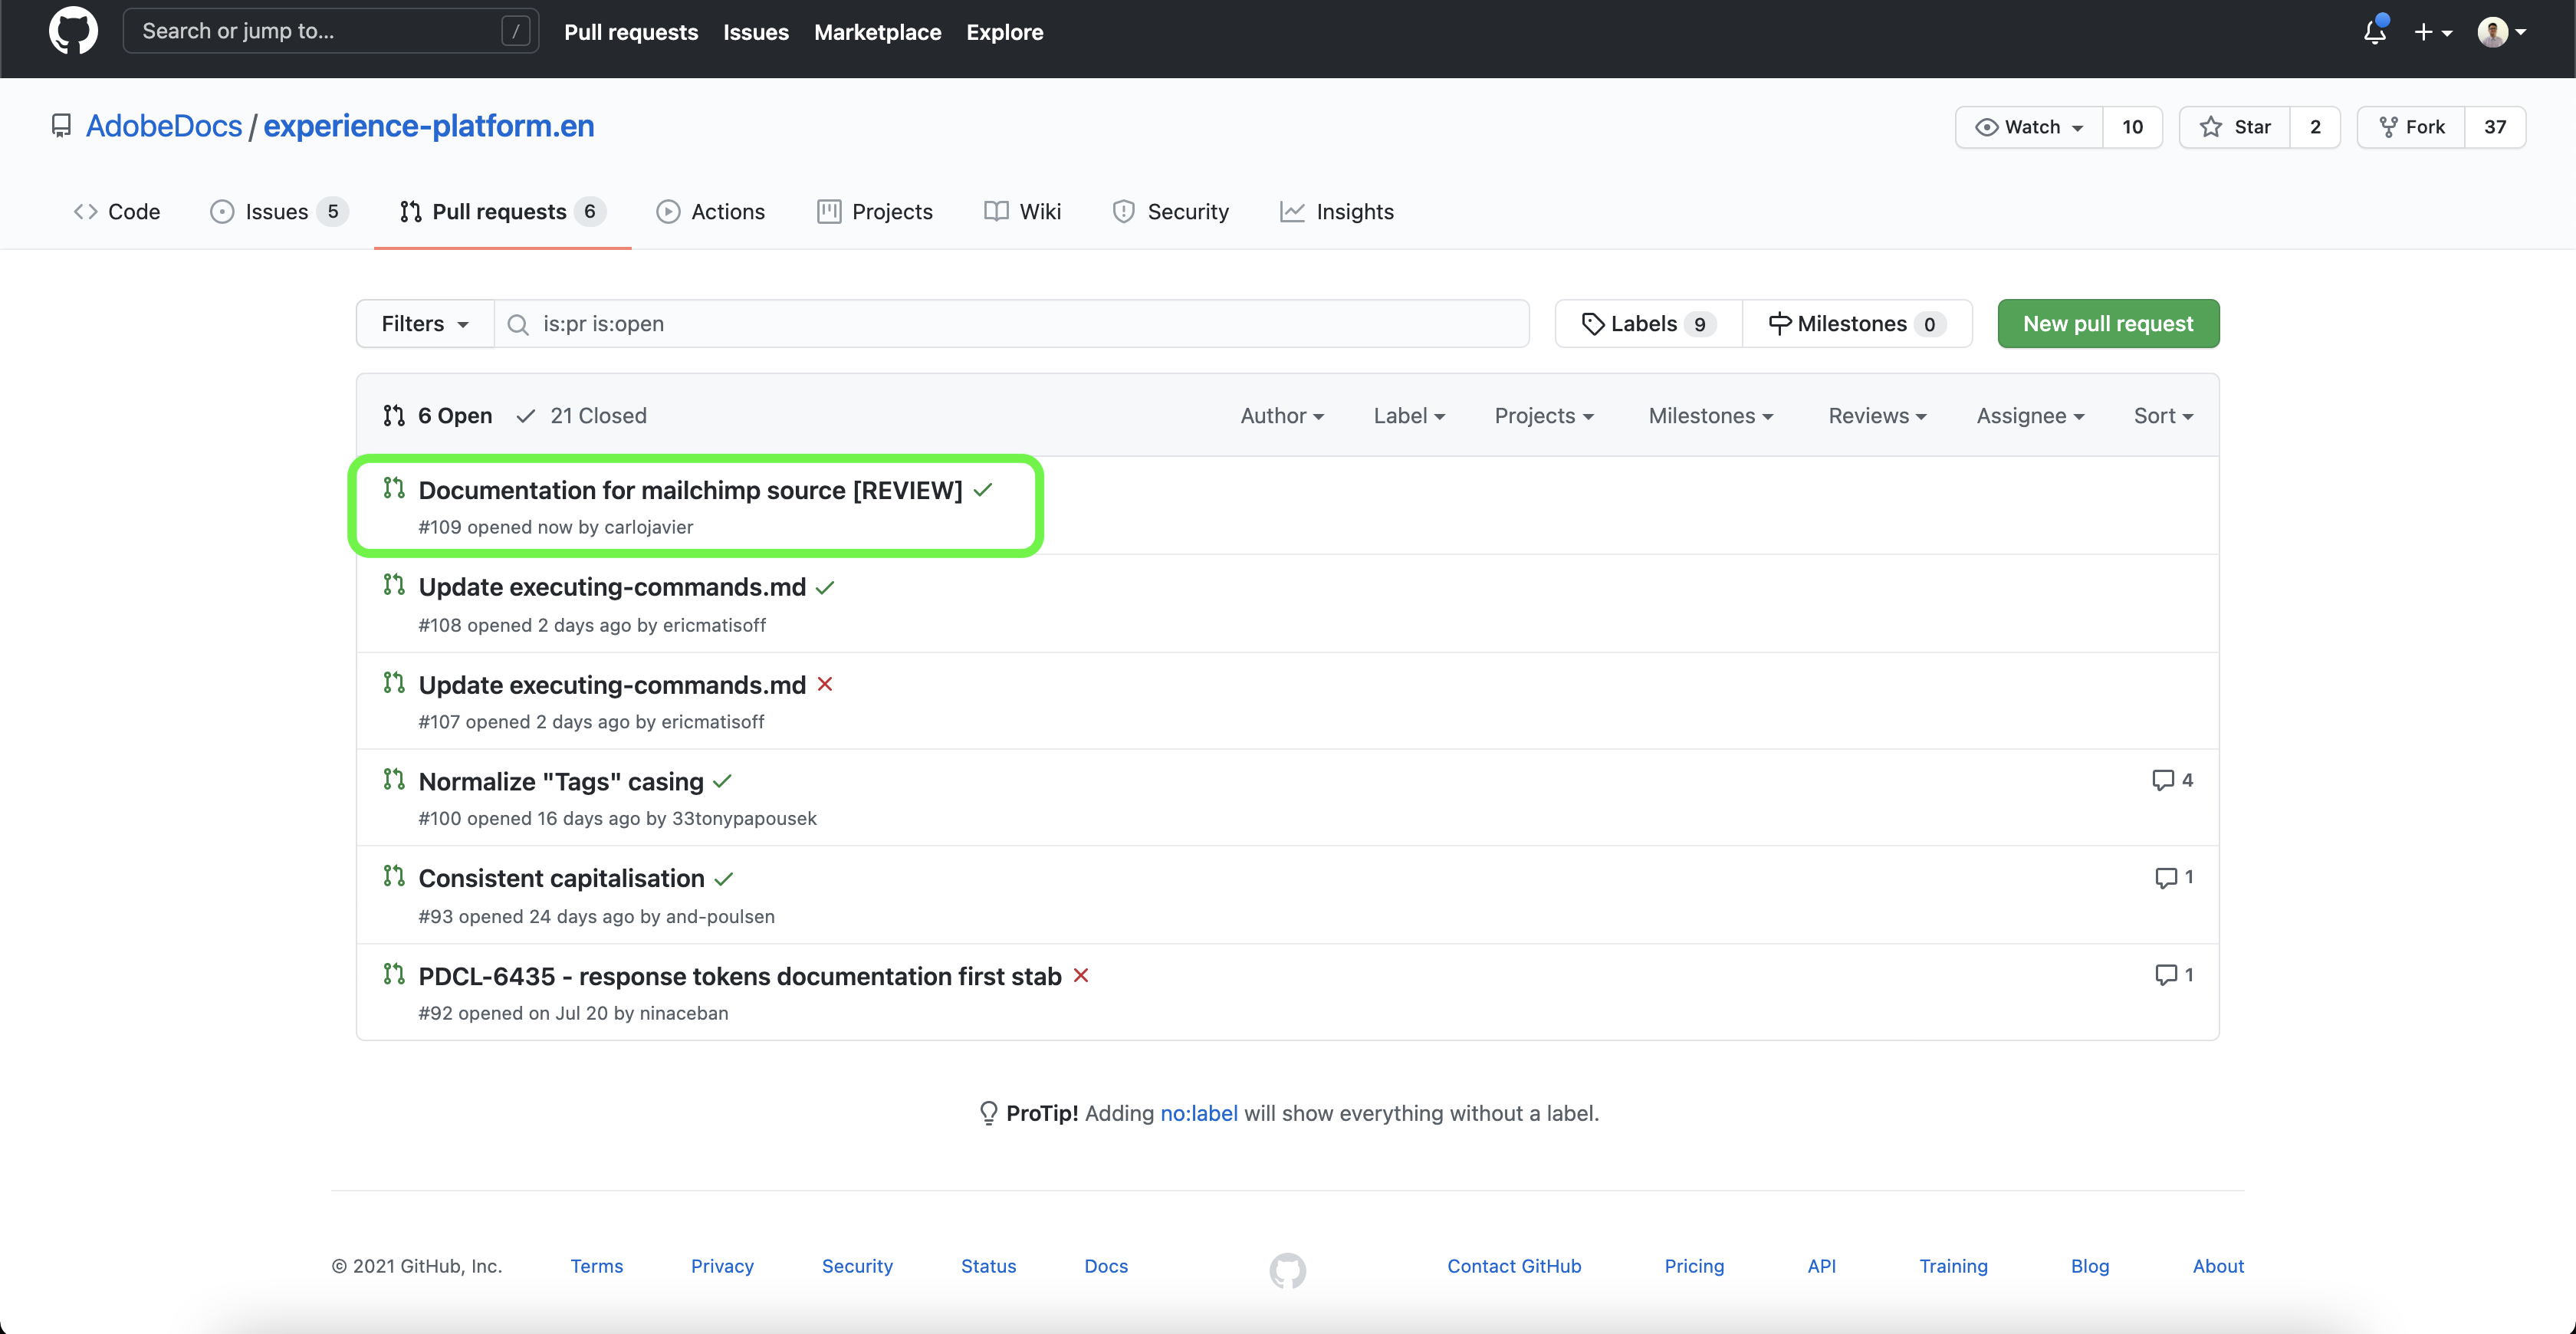 Search or jump to... / Pull requests Issues Marketplace Explore
AdobeDocs / experience-platform.en Watch 10 Star 2 Fork 37
Code Issues 5 Pull requests 6 Actions Projects Wiki Security Insights
Filters is:pr is:open Labels 9 Milestones 0 New pull request
6 Open 21 Closed Author Label Projects Milestones Reviews Assignee Sort
Documentation for mailchimp source [REVIEW]
#109 opened now by carlojavier
Update executing-commands.md
#108 opened 2 days ago by ericmatisoff
Update executing-commands.md
#107 opened 2 days ago by ericmatisoff
Normalize "Tags" casing 4
#100 opened 16 days ago by 33tonypapousek
Consistent capitalisation 1
#93 opened 24 days ago by and-poulsen
PDCL-6435 - response tokens documentation first stab 1
#92 opened on Jul 20 by ninaceban
ProTip! Adding no:label will show everything without a label.
© 2021 GitHub, Inc. Terms Privacy Security Status Docs Contact GitHub Pricing API Training Blog About